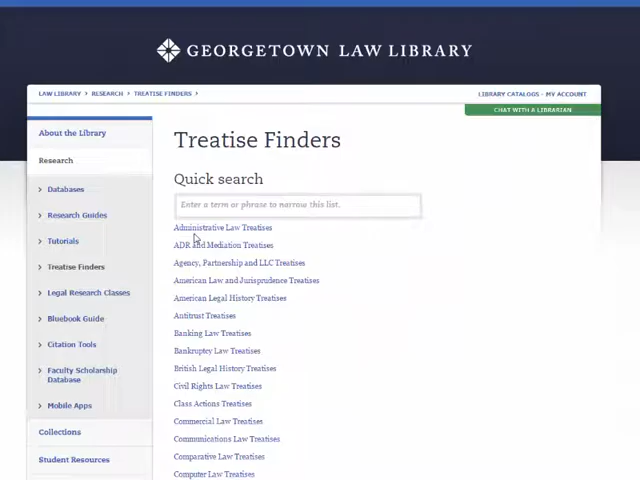 GEORGETOWN LAW LIBRARY
LAW LIBRARY › RESEARCH › TREATISE FINDERS ›
LIBRARY CATALOGS - MY ACCOUNT
CHAT WITH A LIBRARIAN
About the Library
Research
› Databases
› Research Guides
› Tutorials
› Treatise Finders
› Legal Research Classes
› Bluebook Guide
› Citation Tools
› Faculty Scholarship
Database
› Mobile Apps
Collections
Student Resources
Treatise Finders
Quick search
Enter a term or phrase to narrow this list.
Administrative Law Treatises
ADR and Mediation Treatises
Agency, Partnership and LLC Treatises
American Law and Jurisprudence Treatises
American Legal History Treatises
Antitrust Treatises
Banking Law Treatises
Bankruptcy Law Treatises
British Legal History Treatises
Civil Rights Law Treatises
Class Actions Treatises
Commercial Law Treatises
Communications Law Treatises
Comparative Law Treatises
Computer Law Treatises